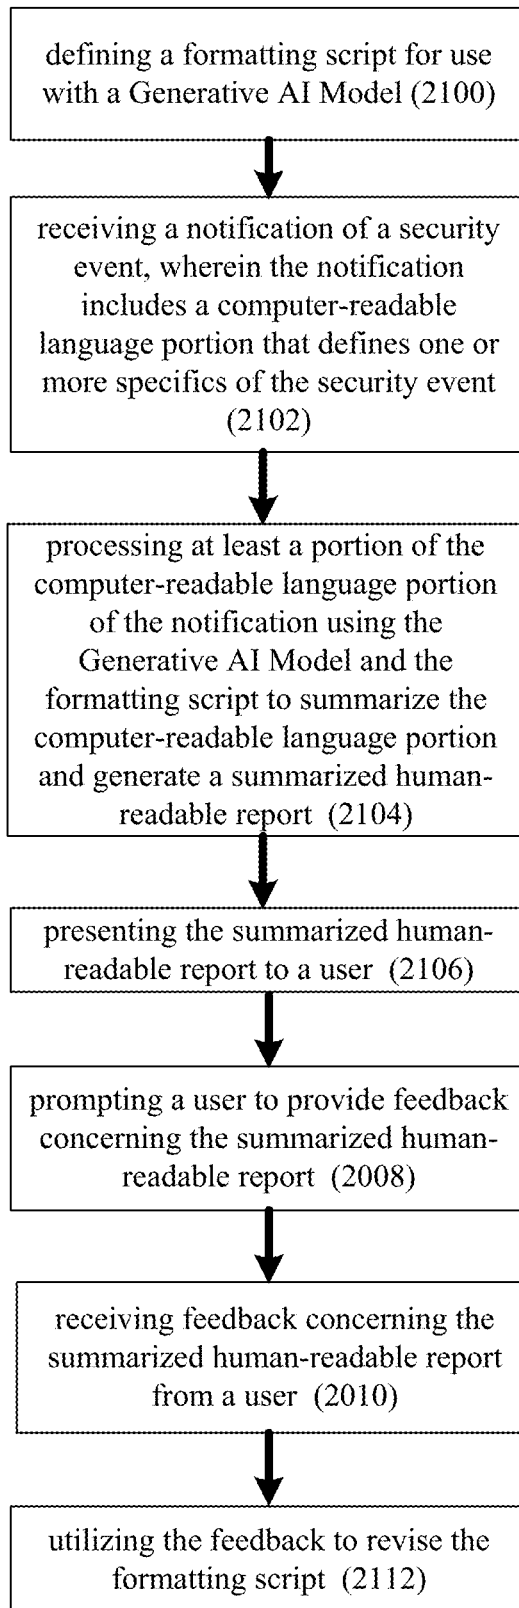 defining a formatting script for use
with a Generative AI Model (2100)
receiving a notification of a security
event, wherein the notification
includes a computer-readable
language portion that defines one or
more specifics of the security event
(2102)
processing at least a portion of the
computer-readable language portion
of the notification using the
Generative AI Model and the
formatting script to summarize the
computer-readable language portion
and generate a summarized human-
readable report (2104)
presenting the summarized human-
readable report to a user (2106)
prompting a user to provide feedback
concerning the summarized human-
readable report (2008)
receiving feedback concerning the
summarized human-readable report
from a user (2010)
utilizing the feedback to revise the
formatting script (2112)